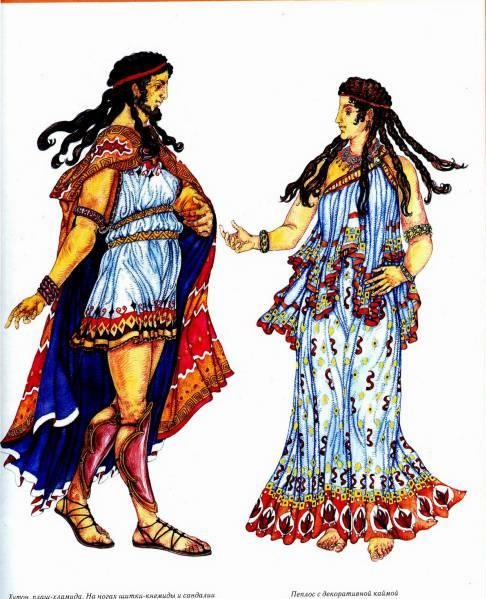 Хитон, плащ-хламида. На ногах щитки-кнемиды и сандалии
Пеплос с декоративной каймой